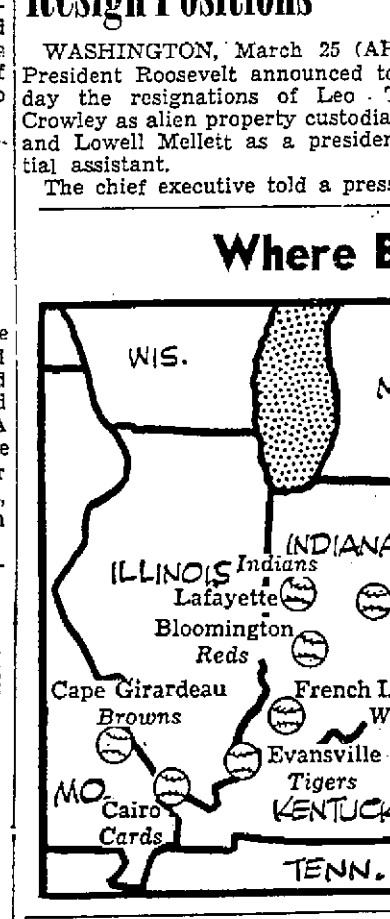 Resign Positions
WASHINGTON, March 25 (AP
President Roosevelt announced to-
day the resignations of Leo T
Crowley as alien property custodia
and Lowell Mellett as a presiden
tial assistant.
The chief executive told a press
Where B
WIS.
INDIANA
ILLINOIS
Indians
Lafayette
Bloomington
Reds
Cape Girardeau
Browns
French L
W
Evansville
Tigers
MO.
Cairo
Cards
KENTUCK
TENN.